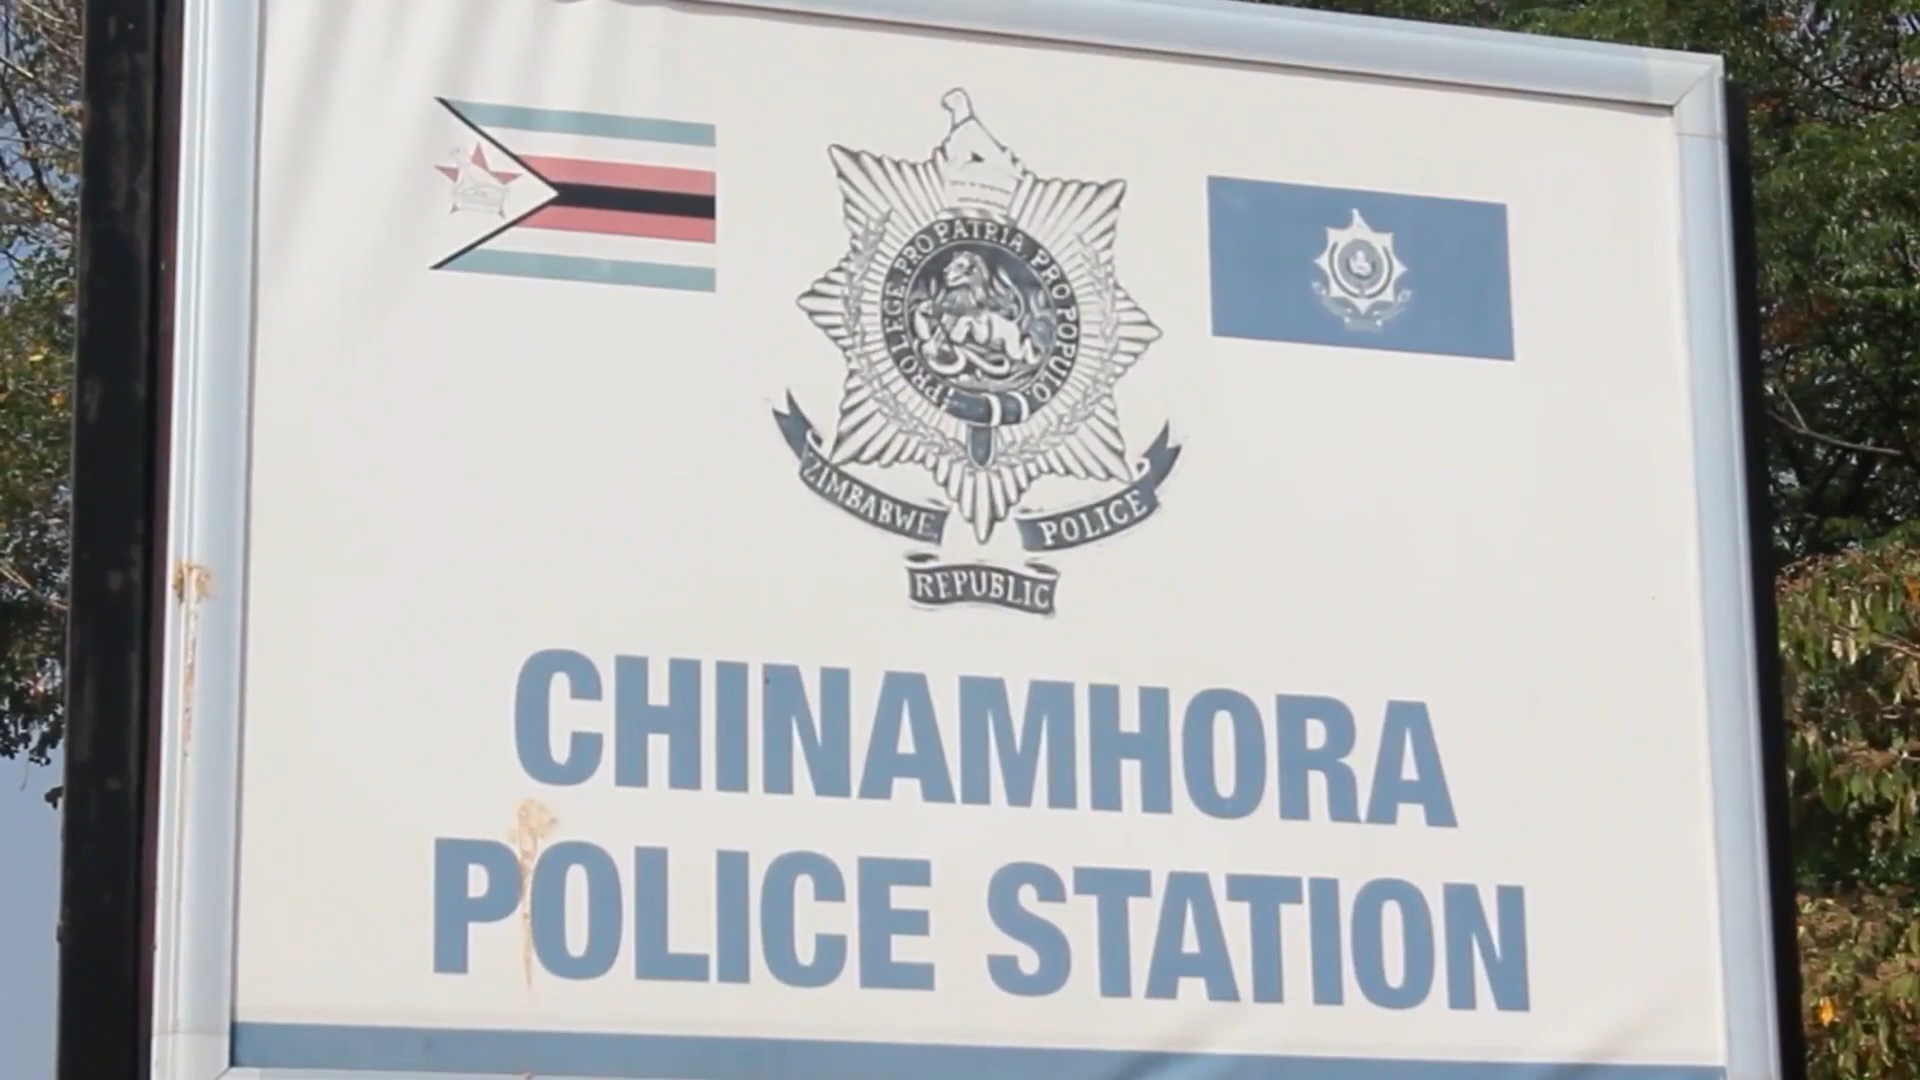 PRO LEGE PRO PATRIA PRO POPULO
ZIMBABWE
REPUBLIC
POLICE
CHINAMHORA
POLICE STATION